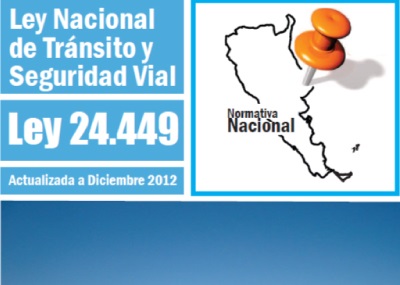 Ley Nacional
de Tránsito y
Seguridad Vial
Ley 24.449
Actualizada a Diciembre 2012
Normativa
Nacional